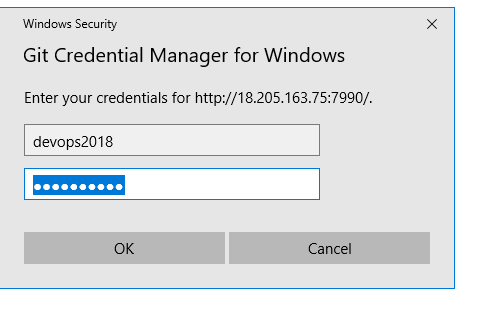 Windows Security
Git Credential Manager for Windows
Enter your credentials for http://18.205.163.75:7990/.
devops2018
●●●●●●●●●●
OK
Cancel